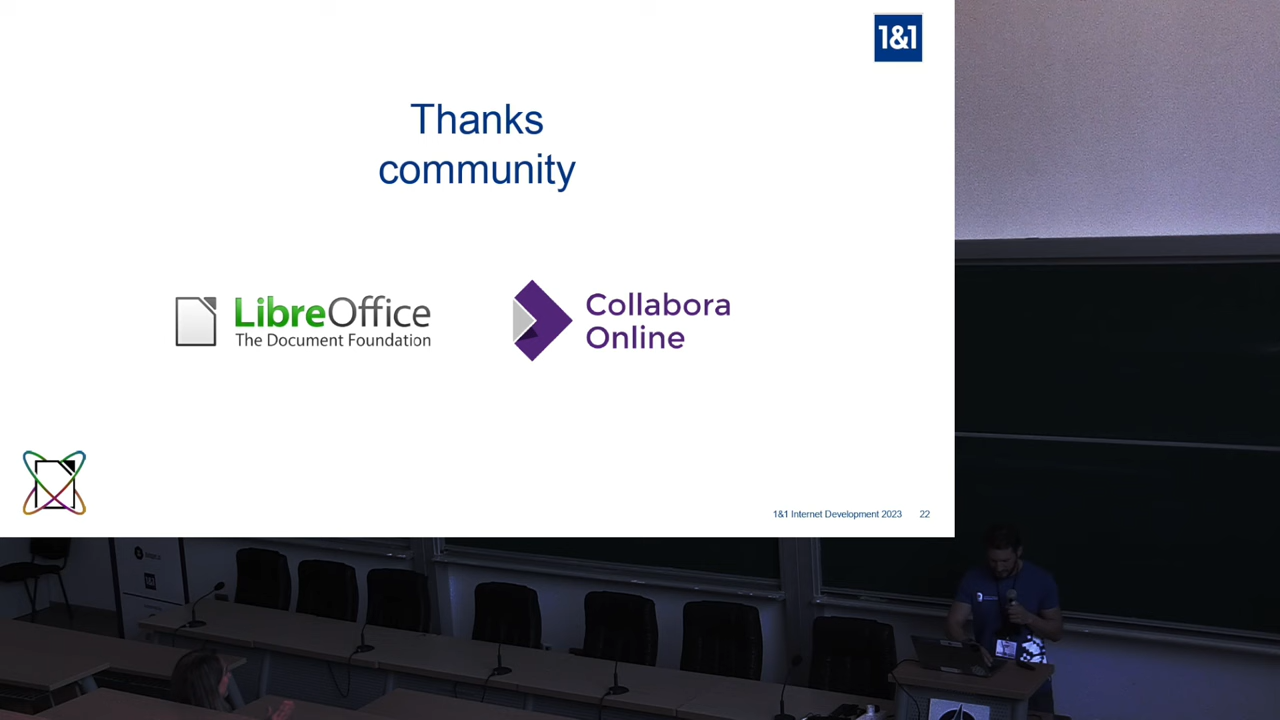 1&1
Thanks
community
LibreOffice
The Document Foundation
Collabora
Online
1&1 Internet Development 2023 22